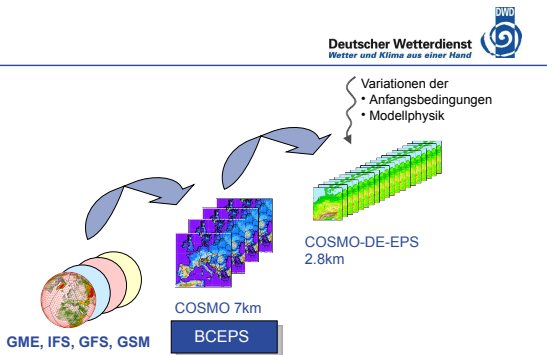 DWD
Deutscher Wetterdienst
Wetter und Klima aus einer Hand
Variationen der
• Anfangsbedingungen
• Modellphysik
COSMO-DE-EPS
2.8km
COSMO 7km
GME, IFS, GFS, GSM
BCEPS